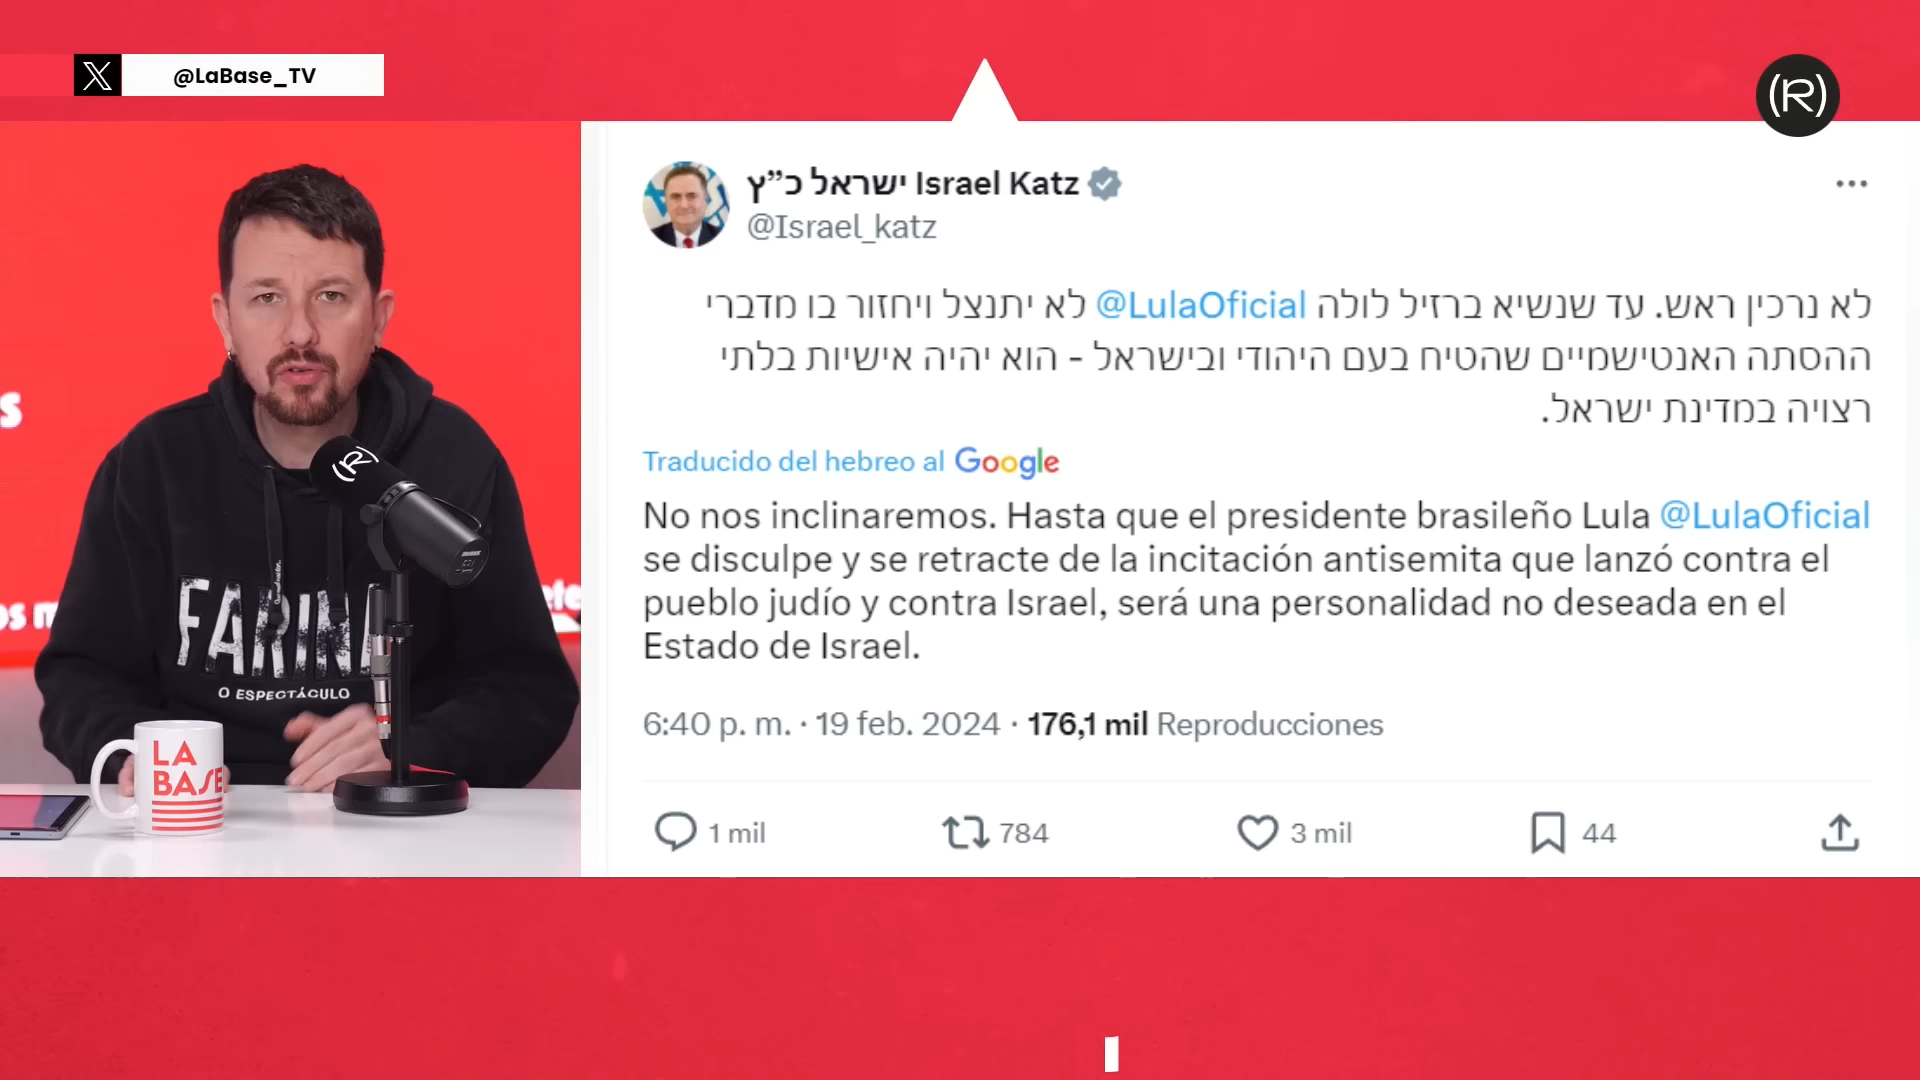 @LaBase_TV
(R)
ישראל כ”ץ Israel Katz
@Israel_katz
לא נרכין ראש. עד שנשיא ברזיל לולה @LulaOficial לא יתנצל ויחזור בו מדברי
ההסתה האנטישמיים שהטיח בעם היהודי ובישראל - הוא יהיה אישיות בלתי
רצויה במדינת ישראל.
Traducido del hebreo al Google
No nos inclinaremos. Hasta que el presidente brasileño Lula @LulaOficial
se disculpe y se retracte de la incitación antisemita que lanzó contra el
pueblo judío y contra Israel, será una personalidad no deseada en el
Estado de Israel.
6:40 p. m. · 19 feb. 2024 · 176,1 mil Reproducciones
1 mil
784
3 mil
44
(R)
FARIÑA
O ESPECTÁCULO
LA
BASE